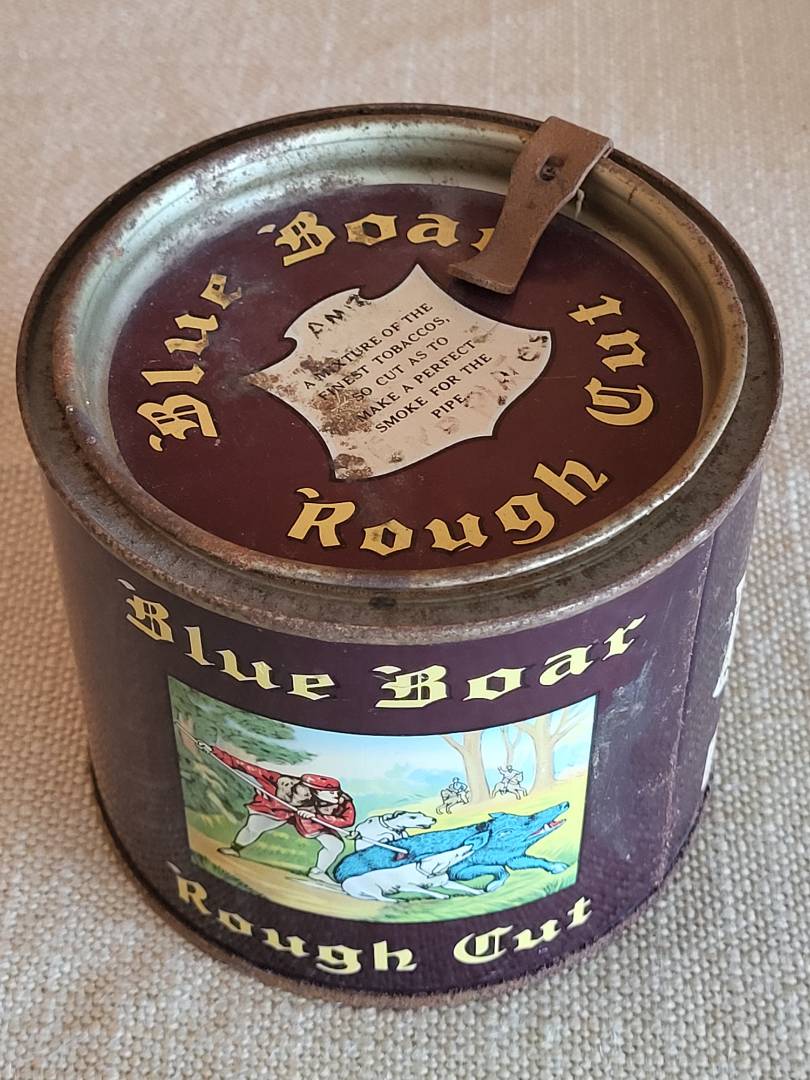 Blue Boar
Rough Cut
A MIXTURE OF THE
FINEST TOBACCOS,
SO CUT AS TO
MAKE A PERFECT
SMOKE FOR THE
PIPE
Blue Boar
Rough Cut